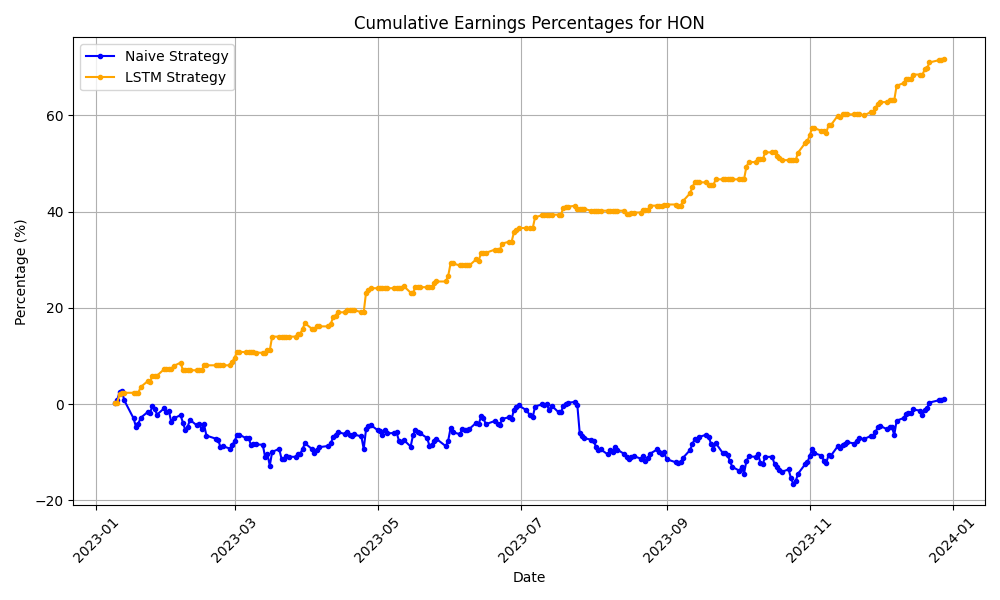 Cumulative Earnings Percentages for HON
Naive Strategy
LSTM Strategy
Percentage (%)
60
40
20
0
−20
2023-01
2023-03
2023-05
2023-07
2023-09
2023-11
2024-01
Date